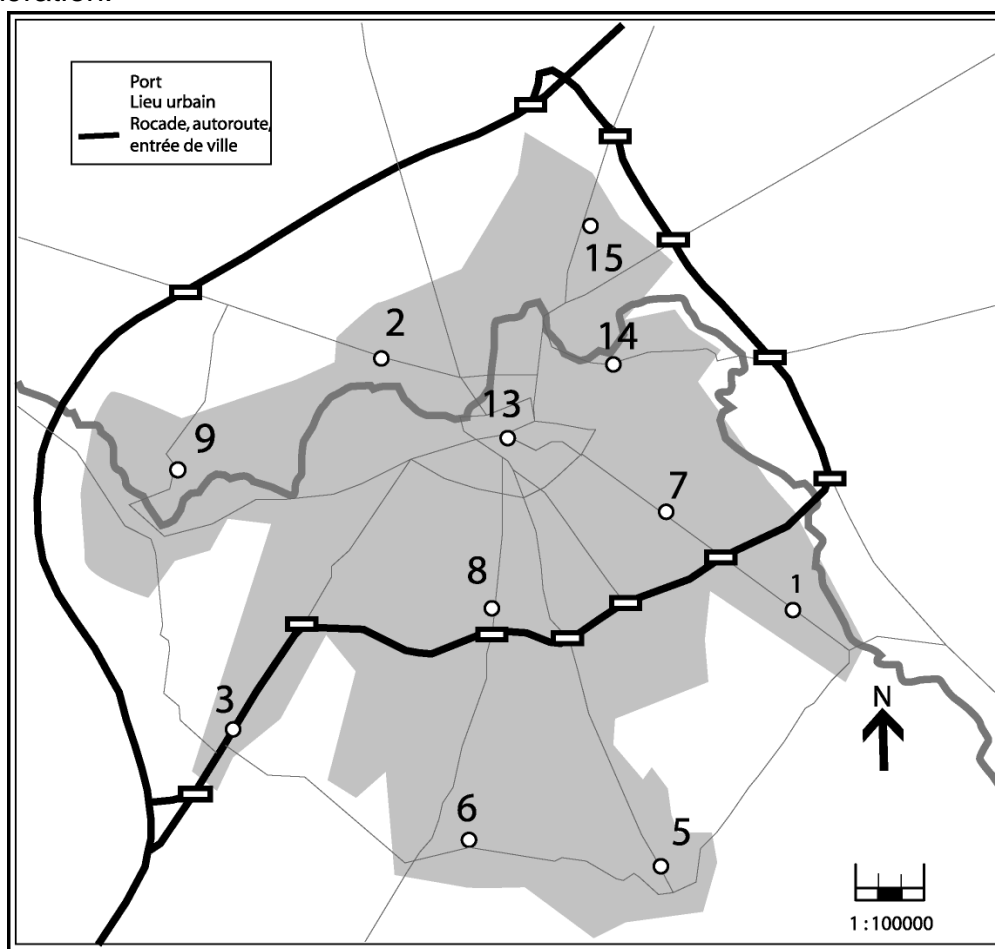 Port
Lieu urbain
Rocade, autoroute,
entrée de ville
15
2
14
13
9
7
8
1
3
N
6
5
1 : 100000